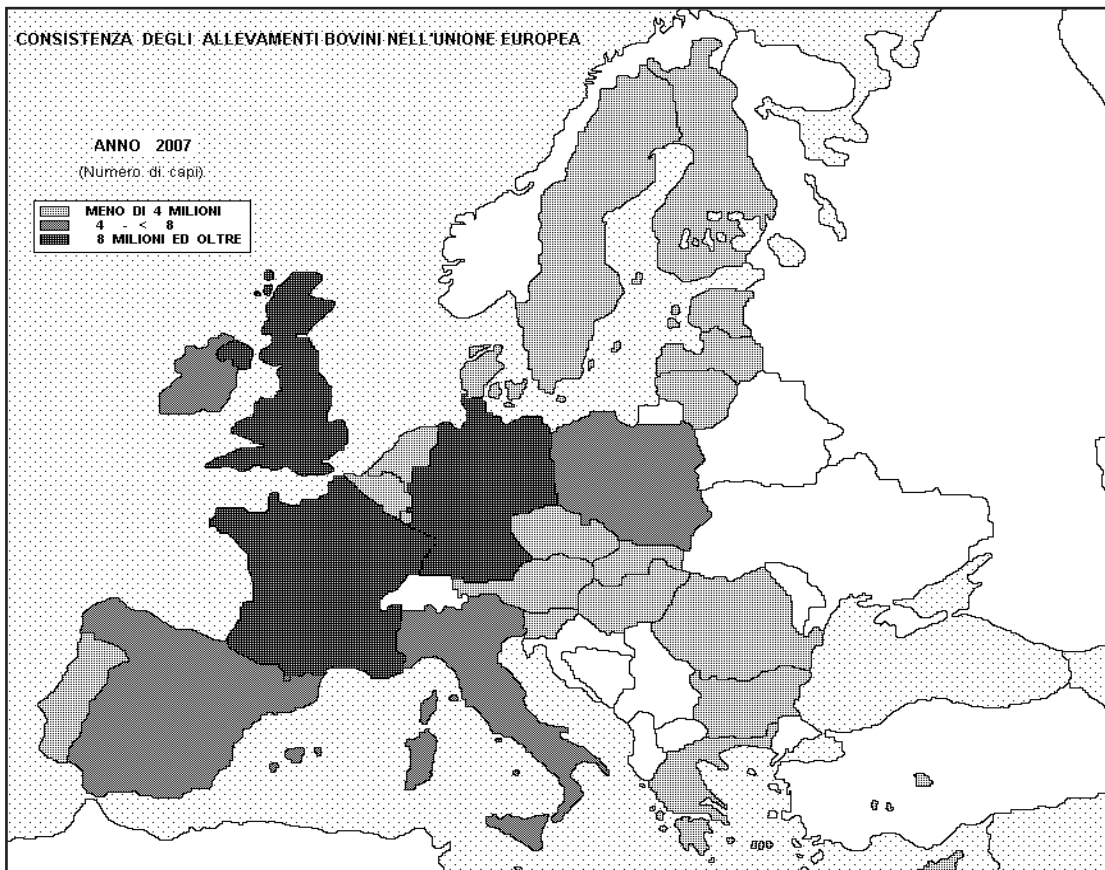 CONSISTENZA DEGLI ALLEVAMENTI BOVINI NELL'UNIONE EUROPEA
ANNO 2007
(Numero di capi)
MENO DI 4 MILIONI
4 - < 8
8 MILIONI ED OLTRE